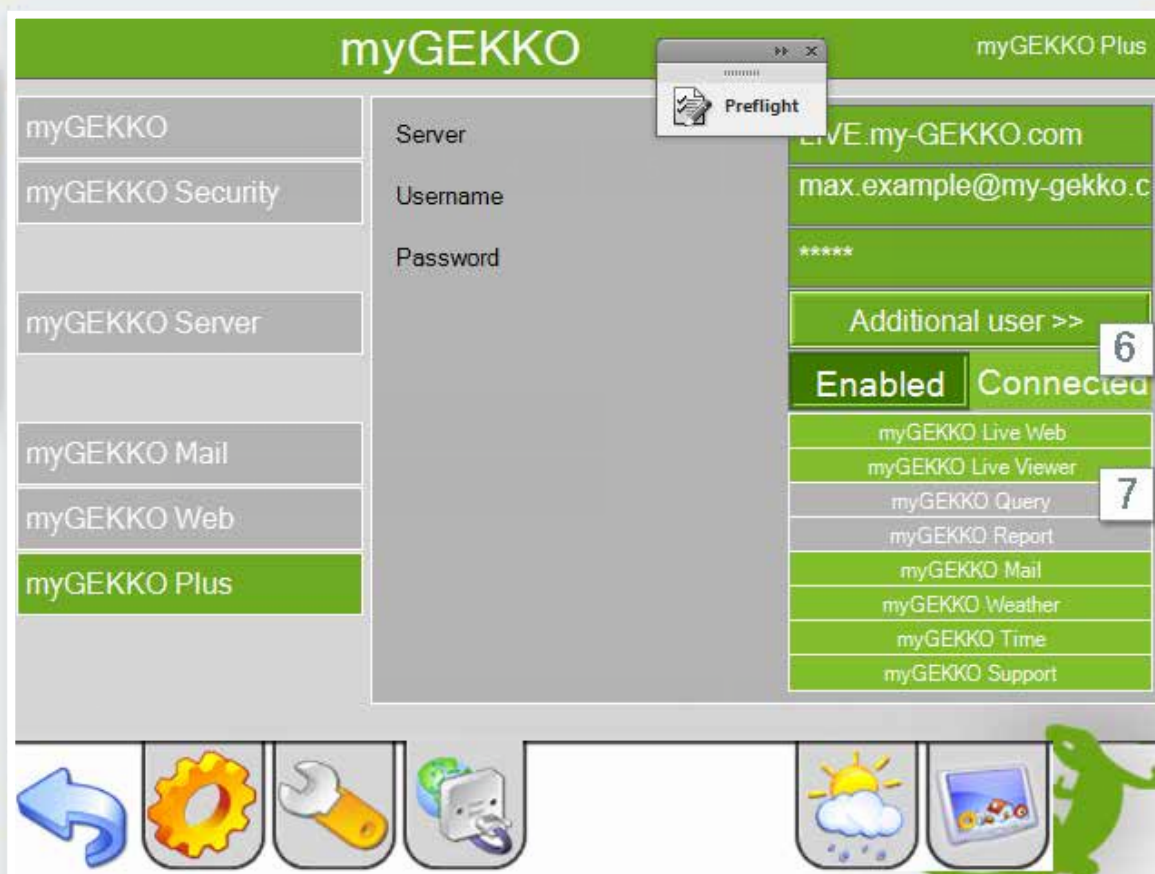 myGEKKO
myGEKKO Plus
Preflight
myGEKKO
myGEKKO Security
myGEKKO Server
myGEKKO Mail
myGEKKO Web
myGEKKO Plus
Server
LIVE.my-GEKKO.com
Username
max.example@my-gekko.c
Password
*****
Additional user >>
6
Enabled
Connected
myGEKKO Live Web
myGEKKO Live Viewer
7
myGEKKO Query
myGEKKO Report
myGEKKO Mail
myGEKKO Weather
myGEKKO Time
myGEKKO Support